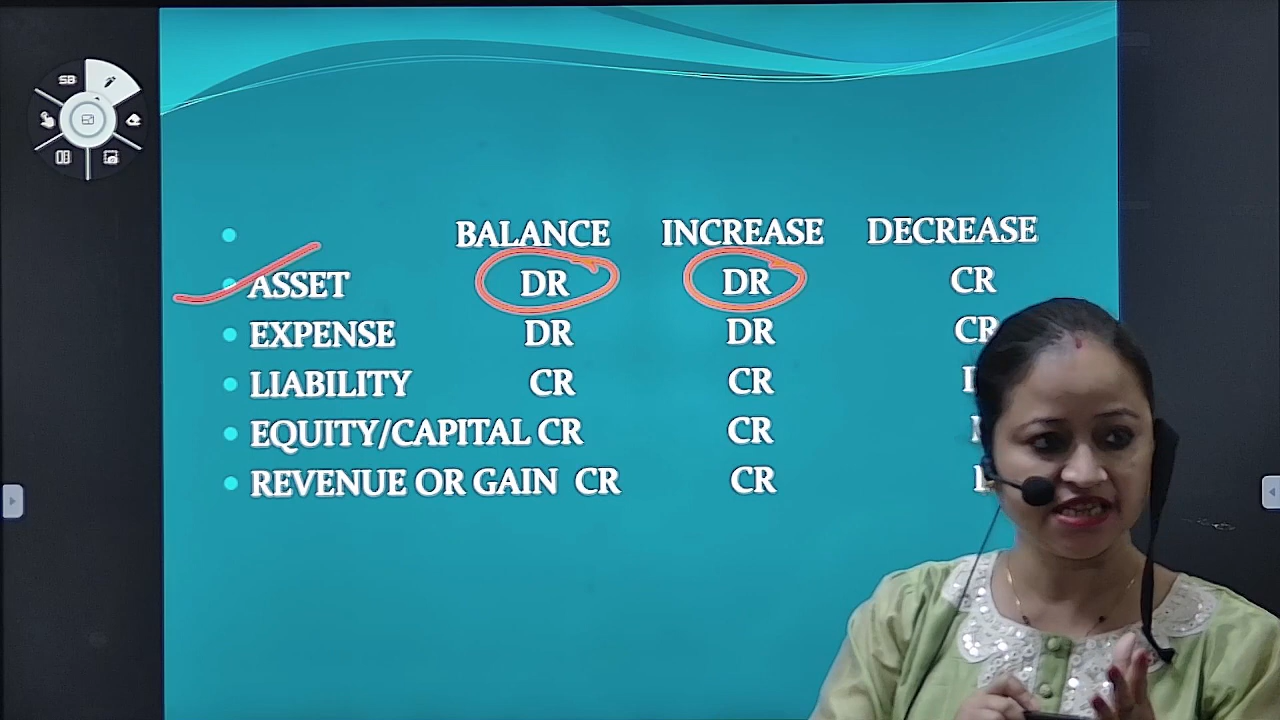 SB
BALANCE INCREASE DECREASE
ASSET DR DR CR
EXPENSE DR DR CR
LIABILITY CR CR
EQUITY/CAPITAL CR CR
REVENUE OR GAIN CR CR